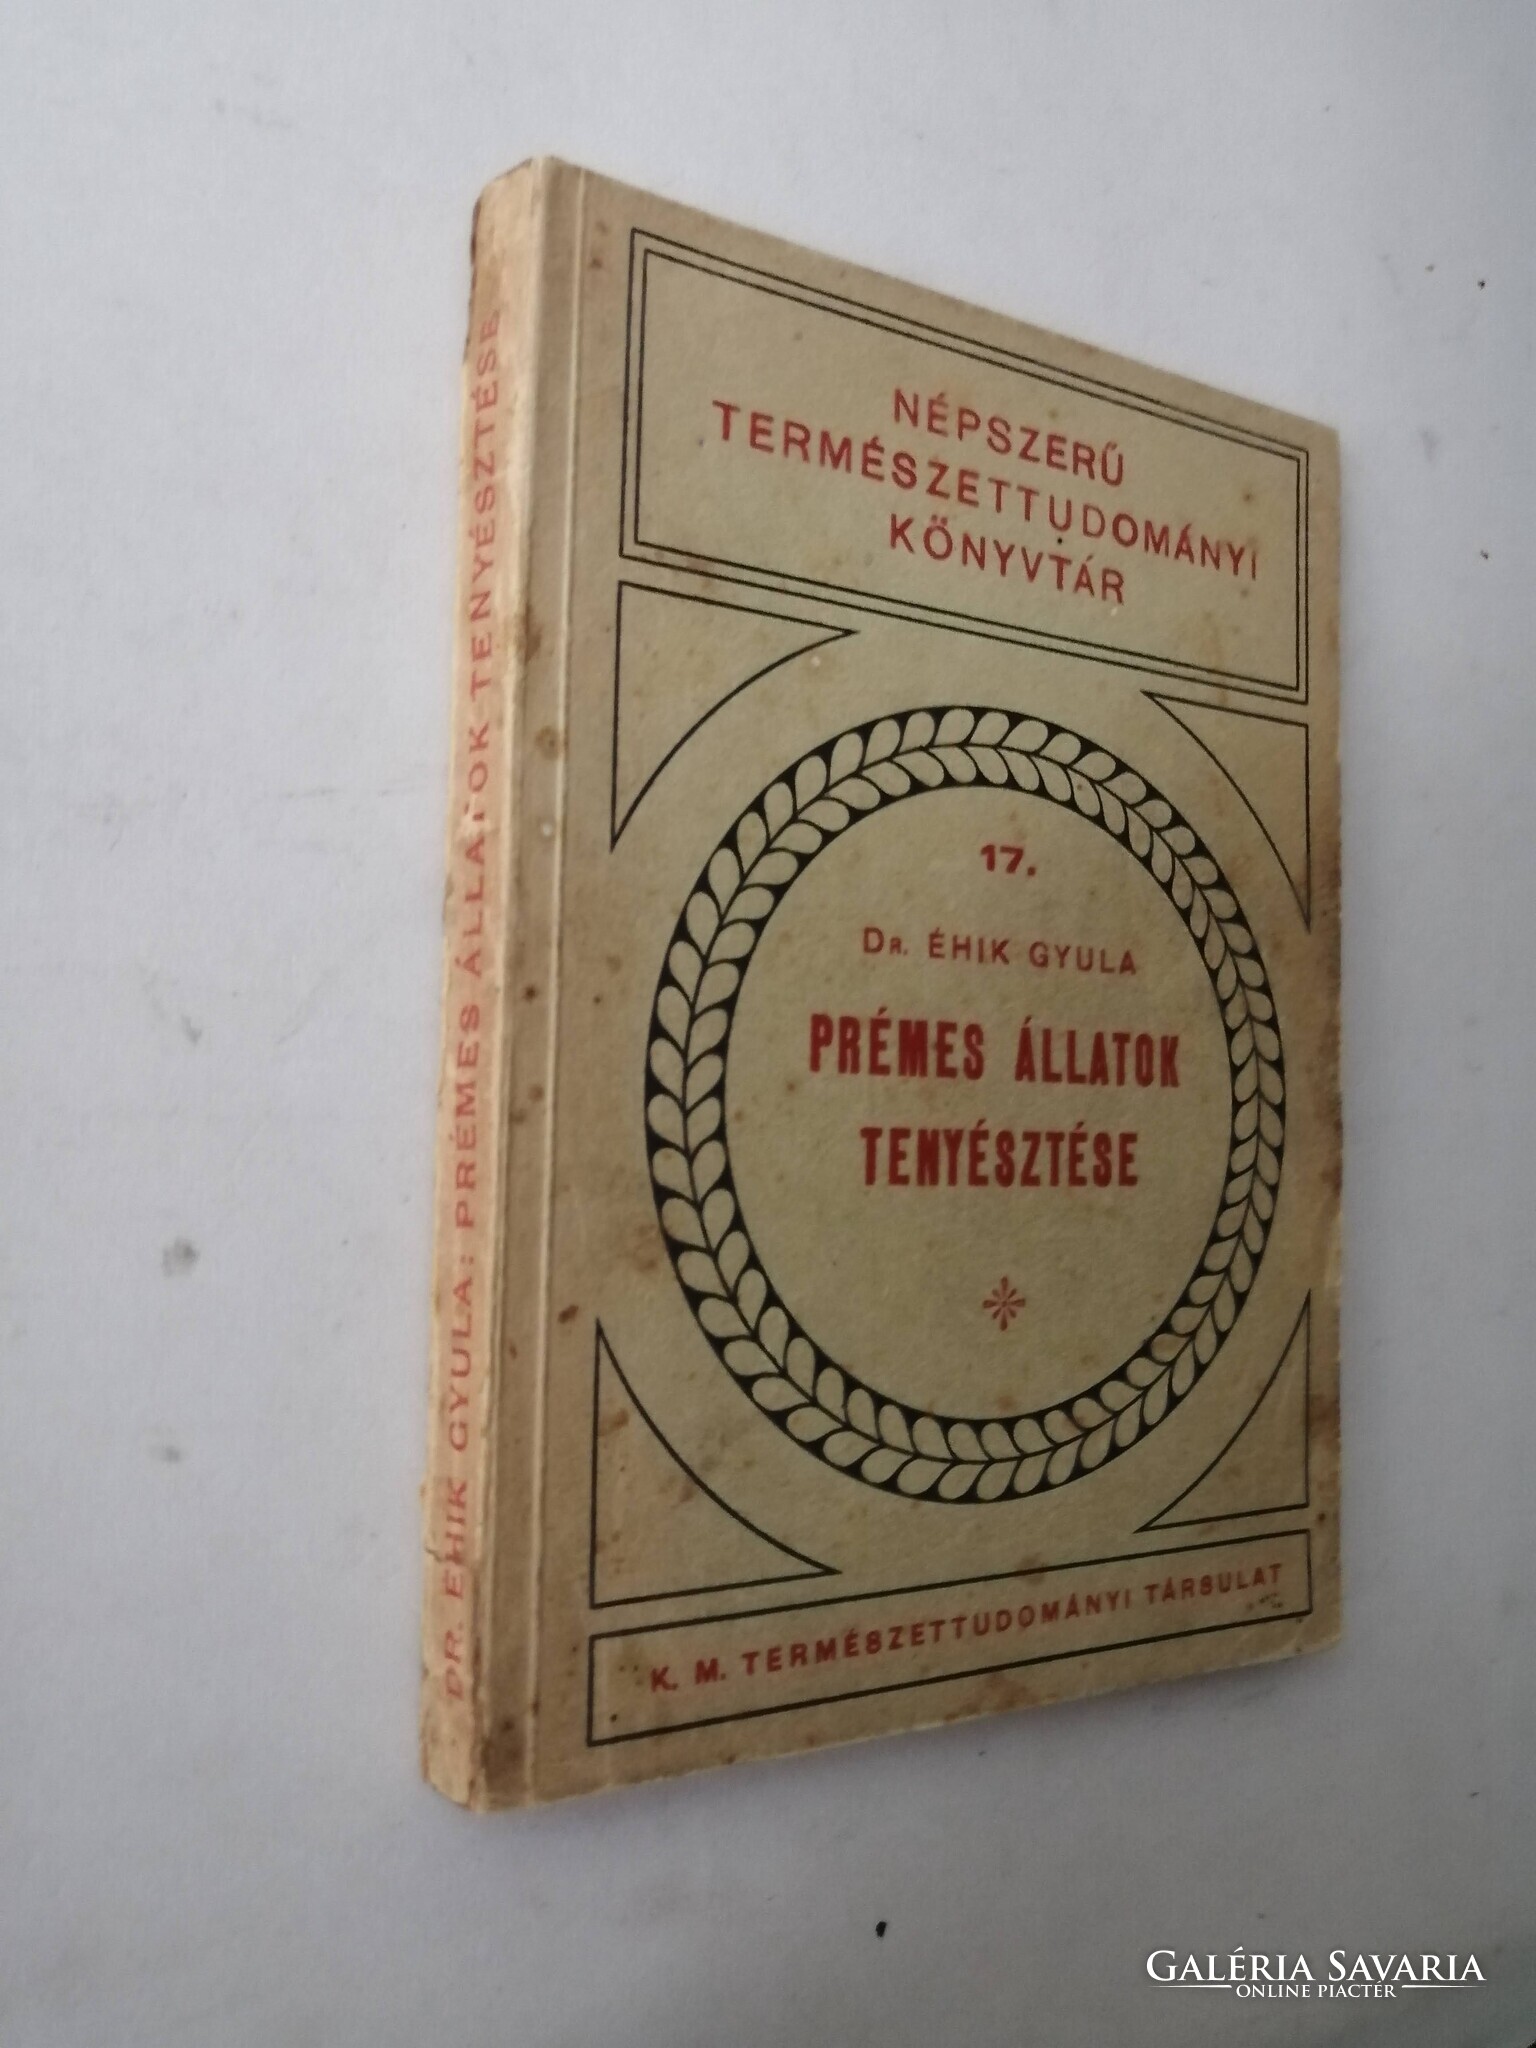 NÉPSZERŰ
TERMÉSZETTUDOMÁNYI
KÖNYVTÁR
17.
DR. ÉHIK GYULA
PRÉMES ÁLLATOK
TENYÉSZTÉSE
K. M. TERMÉSZETTUDOMÁNYI TÁRSULAT
DR. ÉHIK GYULA: PRÉMES ÁLLATOK TENYÉSZTÉSE
GALÉRIA SAVARIA
ONLINE PIACTÉR